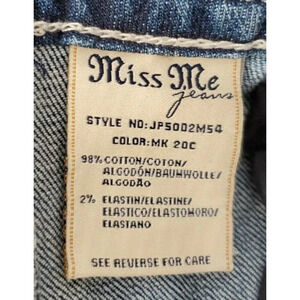 Miss Me
jeans
STYLE NO:JP5002M54
COLOR:MK 20C
98% COTTON/COTON/
ALGODÓN/BAUMWOLLE/
ALGODÃO
2% ELASTIN/ELASTINE/
ELASTICO/ELASTOMORO/
ELASTANO
SEE REVERSE FOR CARE